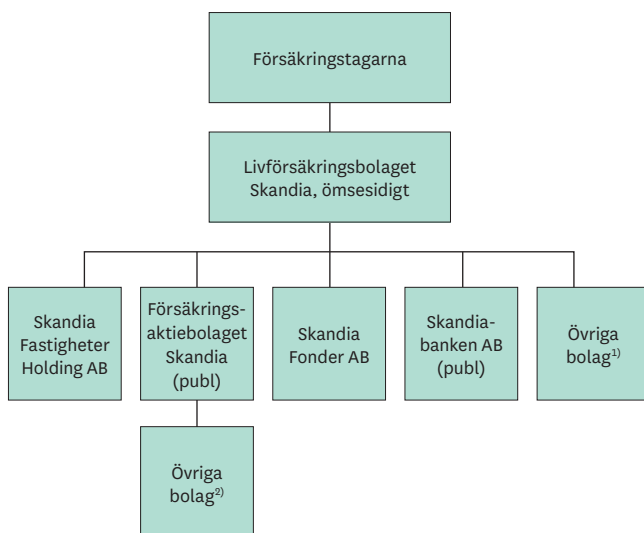 Försäkringstagarna
Livförsäkringsbolaget
Skandia, ömsesidigt
Skandia
Fastigheter
Holding AB
Försäkrings-
aktiebolaget
Skandia
(publ)
Skandia
Fonder AB
Skandia-
banken AB
(publ)
Övriga
bolag¹⁾
Övriga
bolag²⁾